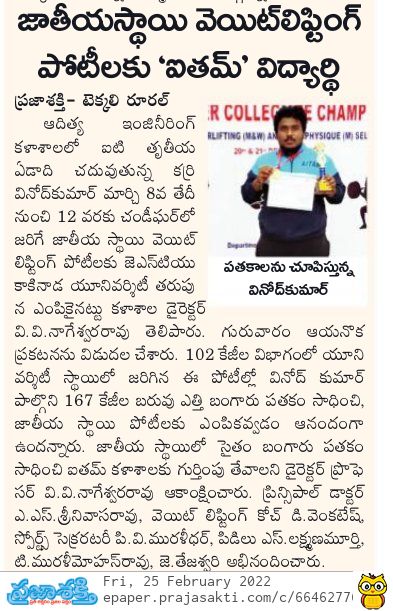 జాతీయస్థాయి వెయిట్‌లిఫ్టింగ్
పోటీలకు ‘ఐతమ్’ విద్యార్థి
ప్రజాశక్తి- టెక్కలి రూరల్
ఆదిత్య ఇంజినీరింగ్
కళాశాలలో ఐటి తృతీయ
ఏడాది చదువుతున్న కర్రి
వినోద్‌కుమార్ మార్చి 8వ తేదీ
నుంచి 12 వరకు చండీఘర్‌లో
జరిగే జాతీయ స్థాయి వెయిట్
లిఫ్టింగ్ పోటీలకు జెఎన్‌టియు
కాకినాడ యూనివర్శిటీ తరుపు
న ఎంపికైనట్టు కళాశాల డైరెక్టర్
వి.వి.నాగేశ్వరరావు తెలిపారు. గురువారం ఆయనొక
ప్రకటనను విడుదల చేశారు. 102 కేజీల విభాగంలో యూని
వర్శిటీ స్థాయిలో జరిగిన ఈ పోటీల్లో వినోద్ కుమార్
పాల్గొని 167 కేజీల బరువు ఎత్తి బంగారు పతకం సాధించి,
జాతీయ స్థాయి పోటీలకు ఎంపికవ్వడం ఆనందంగా
ఉందన్నారు. జాతీయ స్థాయిలో సైతం బంగారు పతకం
సాధించి ఐతమ్ కళాశాలకు గుర్తింపు తేవాలని డైరెక్టర్ ప్రొఫె
సర్ వి.వి.నాగేశ్వరరావు ఆకాంక్షించారు. ప్రిన్సిపాల్ డాక్టర్
ఎ.ఎస్.శ్రీనివాసరావు, వెయిట్ లిఫ్టింగ్ కోచ్ డి.వెంకటేష్,
స్పోర్ట్స్ సెక్రరటరీ పి.వి.మురళీధర్, పిడిలు ఎస్.లక్ష్మణమూర్తి,
టి.మురళీమోహన్‌రావు, జె.తేజశ్వరి అభినందించారు.
R COLLEGIATE CHAMP
RLIFTING (M&W) AN PHYSIQUE (M) SEL
20th & 21
Departme
పతకాలను చూపిస్తున్న
వినోద్‌కుమార్
ప్రజాశక్తి
Fri, 25 February 2022
epaper.prajasakti.com/c/6646277